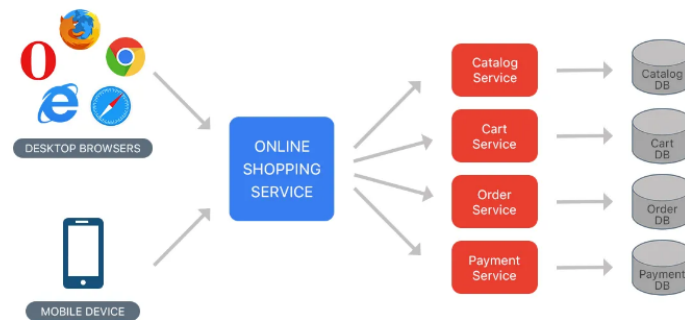 DESKTOP BROWSERS
MOBILE DEVICE
ONLINE
SHOPPING
SERVICE
Catalog
Service
Cart
Service
Order
Service
Payment
Service
Catalog
DB
Cart
DB
Order
DB
Payment
DB